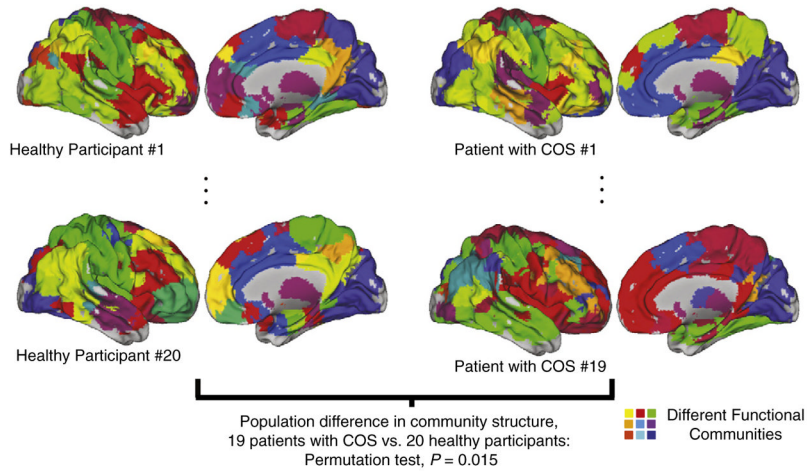 Healthy Participant #1
Patient with COS #1
Healthy Participant #20
Patient with COS #19
Population difference in community structure,
19 patients with COS vs. 20 healthy participants:
Permutation test, P = 0.015
Different Functional
Communities